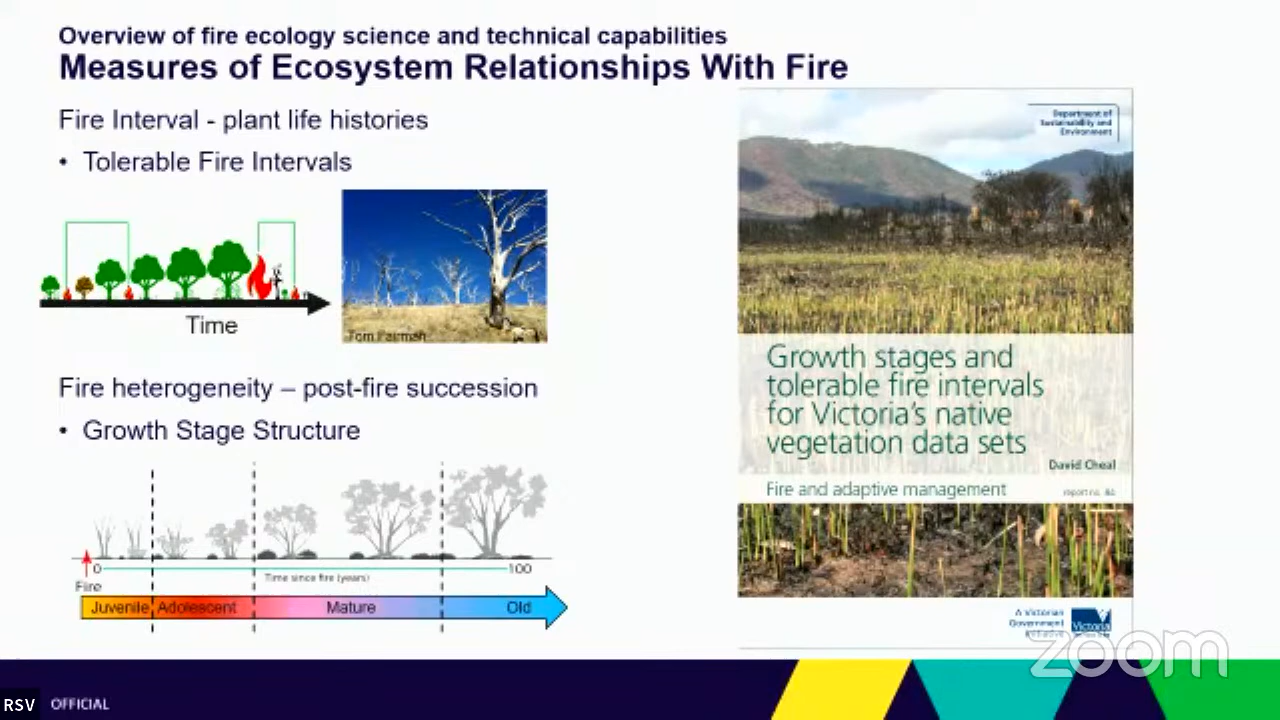 Overview of fire ecology science and technical capabilities
Measures of Ecosystem Relationships With Fire
Fire Interval - plant life histories
• Tolerable Fire Intervals
Time
Tom Fairman
Fire heterogeneity – post-fire succession
• Growth Stage Structure
0
Time since fire (years)
100
Fire
Juvenile
Adolescent
Mature
Old
Department of
Sustainability and
Environment
Growth stages and
tolerable fire intervals
for Victoria's native
vegetation data sets
David Cheal
Fire and adaptive management
report no. 84
A Victorian
Government
Initiative
Victoria
zoom
RSV
OFFICIAL